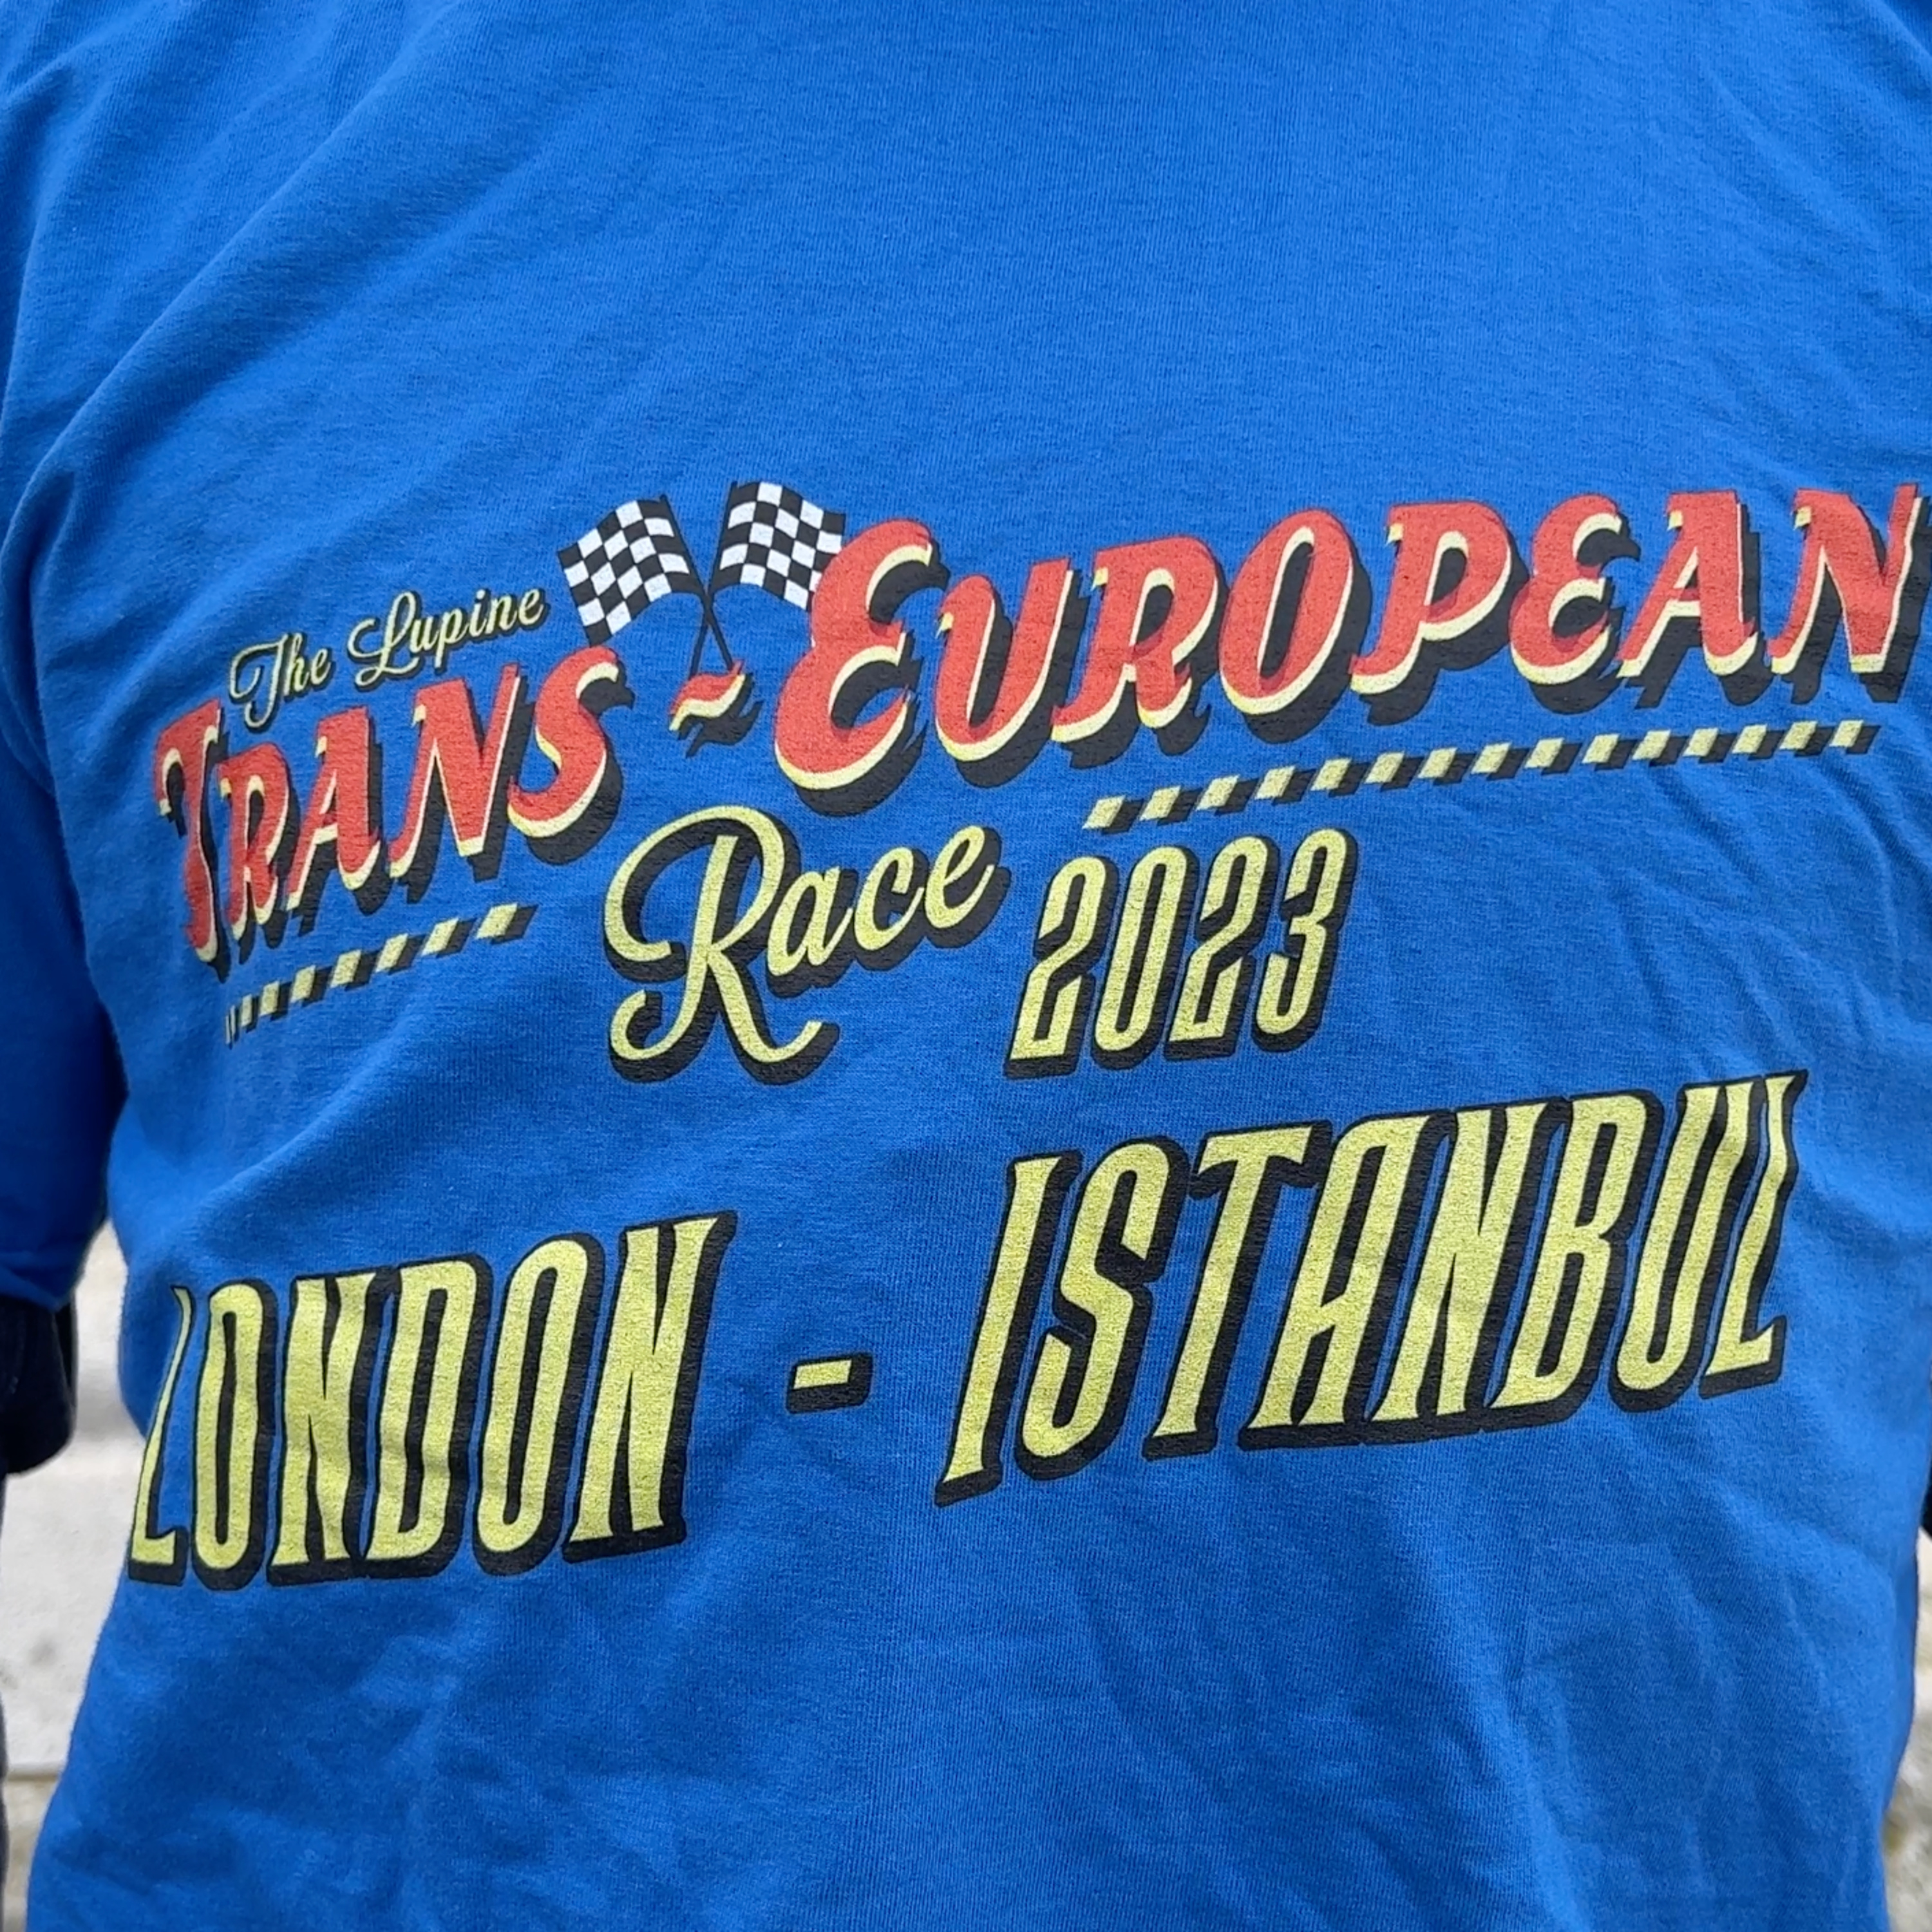 The Lupine
TRANS~EUROPEAN
Race 2023
LONDON - ISTANBUL